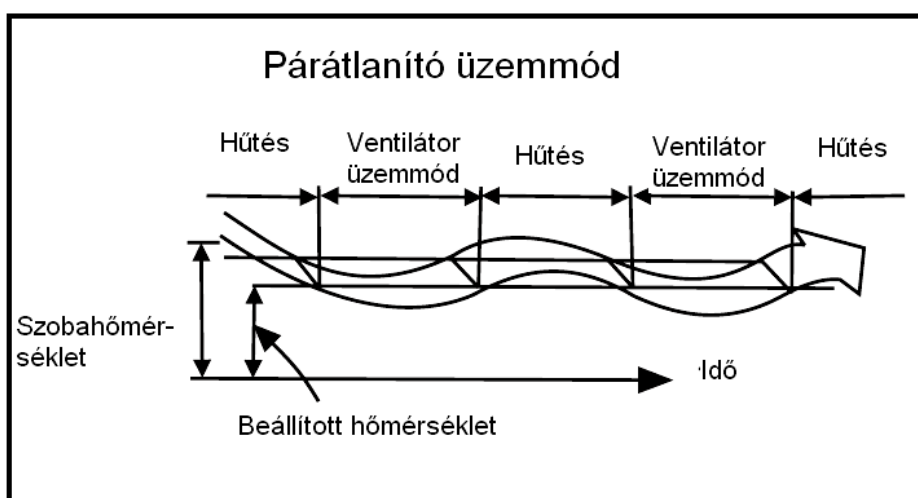 Párátlanító üzemmód
Hűtés
Ventilátor
üzemmód
Hűtés
Ventilátor
üzemmód
Hűtés
Szobahőmér-
séklet
Idő
Beállított hőmérséklet